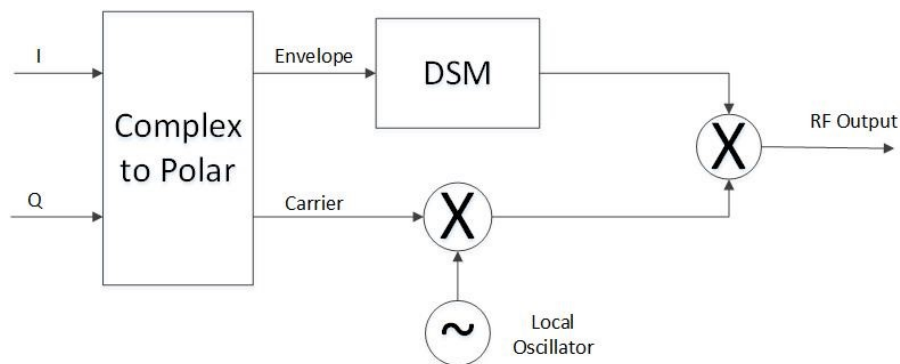 I
Envelope
DSM
Complex
to Polar
X
RF Output
Q
Carrier
X
~
Local
Oscillator